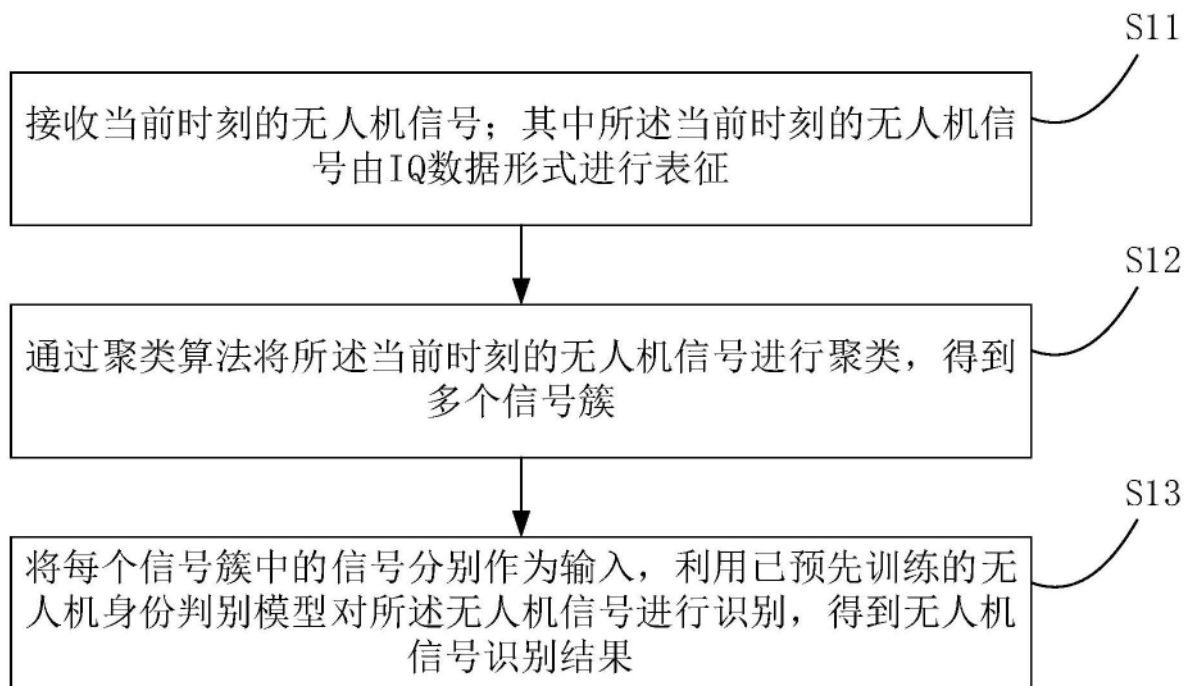 S11
接收当前时刻的无人机信号；其中所述当前时刻的无人机信
号由IQ数据形式进行表征
S12
通过聚类算法将所述当前时刻的无人机信号进行聚类，得到
多个信号簇
S13
将每个信号簇中的信号分别作为输入，利用已预先训练的无
人机身份判别模型对所述无人机信号进行识别，得到无人机
信号识别结果